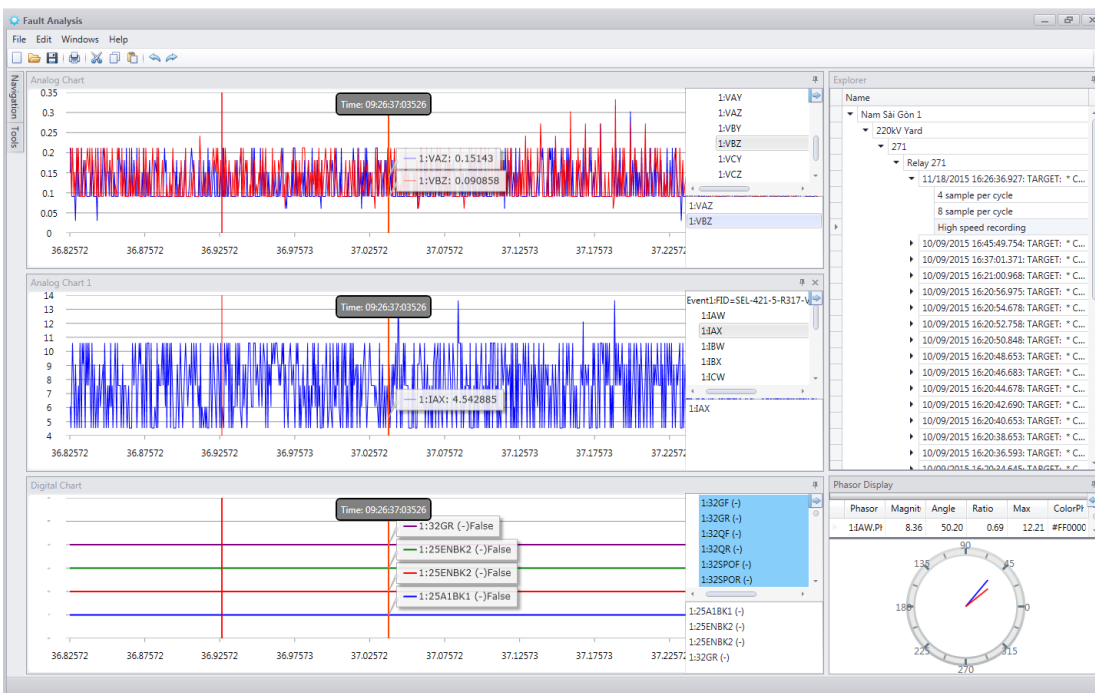 Fault Analysis
File Edit Windows Help
Navigation
Tools
Analog Chart
0.35
0.3
0.25
0.2
0.15
0.1
0.05
0
36.82572 36.87572 36.92572 36.97573 37.02572 37.07572 37.12573 37.17573 37.22572
Time: 09:26:37:03526
1:VAZ: 0.15143
1:VBZ: 0.090858
1:VAY
1:VAZ
1:VBY
1:VBZ
1:VCY
1:VCZ
1:VAZ
1:VBZ
Analog Chart 1
14
13
12
11
10
9
8
7
6
5
4
36.82572 36.87572 36.92572 36.97573 37.02572 37.07572 37.12573 37.17573 37.22572
Time: 09:26:37:03526
1:IAX: 4.542885
Event1:FID=SEL-421-5-R317-V
1:IAW
1:IAX
1:IBW
1:IBX
1:ICW
1:IAX
Digital Chart
Time: 09:26:37:03526
1:32GR (-)False
1:25ENBK2 (-)False
1:25ENBK2 (-)False
1:25A1BK1 (-)False
36.82572 36.87572 36.92572 36.97573 37.02572 37.07572 37.12573 37.17573 37.22572
1:32GF (-)
1:32GR (-)
1:32QF (-)
1:32QR (-)
1:32SPOF (-)
1:32SPOR (-)
1:25A1BK1 (-)
1:25ENBK2 (-)
1:25ENBK2 (-)
1:32GR (-)
Explorer
Name
Nam Sài Gòn 1
220kV Yard
271
Relay 271
11/18/2015 16:26:36.927: TARGET: * C...
4 sample per cycle
8 sample per cycle
High speed recording
10/09/2015 16:45:49.754: TARGET: * C...
10/09/2015 16:37:01.371: TARGET: * C...
10/09/2015 16:21:00.968: TARGET: * C...
10/09/2015 16:20:56.975: TARGET: * C...
10/09/2015 16:20:54.678: TARGET: * C...
10/09/2015 16:20:52.758: TARGET: * C...
10/09/2015 16:20:50.848: TARGET: * C...
10/09/2015 16:20:48.653: TARGET: * C...
10/09/2015 16:20:46.683: TARGET: * C...
10/09/2015 16:20:44.678: TARGET: * C...
10/09/2015 16:20:42.690: TARGET: * C...
10/09/2015 16:20:40.653: TARGET: * C...
10/09/2015 16:20:38.653: TARGET: * C...
10/09/2015 16:20:36.593: TARGET: * C...
10/09/2015 16:20:34.645: TARGET: * C...
Phasor Display
Phasor Magnit Angle Ratio Max ColorPh
1:IAW.Ph 8.36 50.20 0.69 12.21 #FF0000
90
135 45
180 0
225 315
270